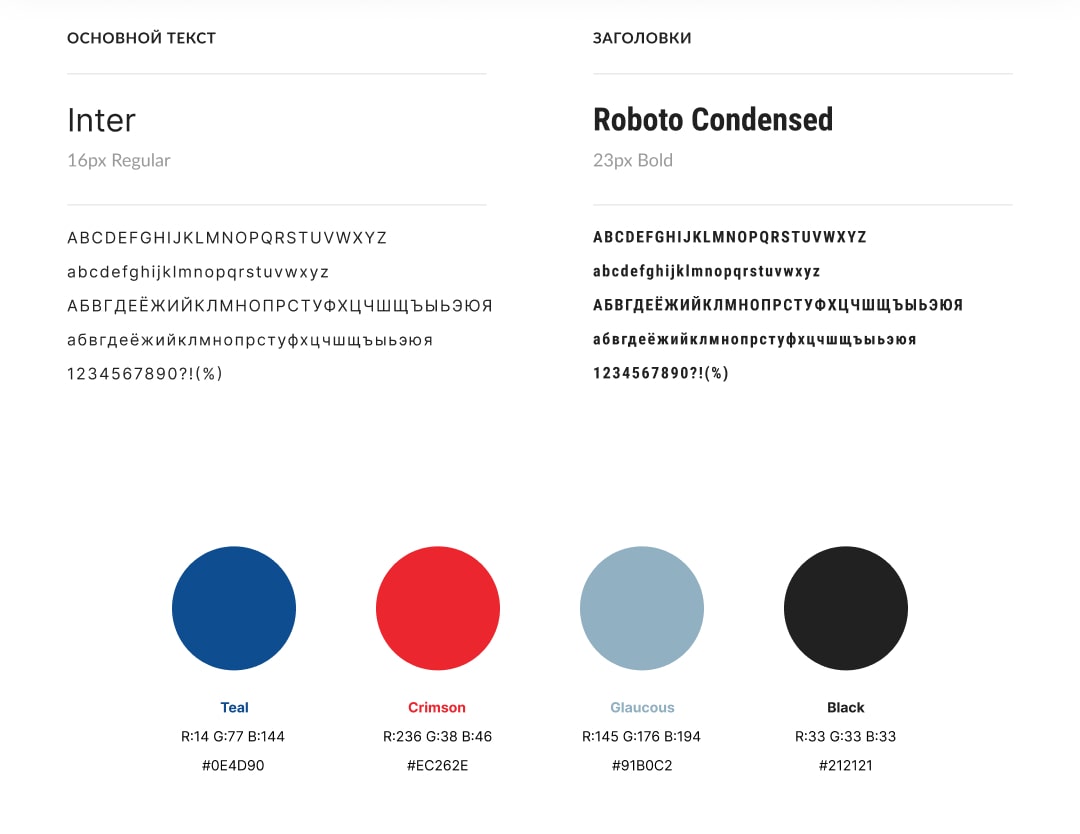 ОСНОВНОЙ ТЕКСТ
Inter
16px Regular
ABCDEFGHIJKLMNOPQRSTUVWXYZ
abcdefghijklmnopqrstuvwxyz
АБВГДЕЁЖИЙКЛМНОПРСТУФХЦЧШЩЪЫЬЭЮЯ
абвгдеёжийклмнопрстуфхцчшщъыьэюя
1234567890?!(%)
ЗАГОЛОВКИ
Roboto Condensed
23px Bold
ABCDEFGHIJKLMNOPQRSTUVWXYZ
abcdefghijklmnopqrstuvwxyz
АБВГДЕЁЖИЙКЛМНОПРСТУФХЦЧШЩЪЫЬЭЮЯ
абвгдеёжийклмнопрстуфхцчшщъыьэюя
1234567890?!(%)
Teal
R:14 G:77 B:144
#0E4D90
Crimson
R:236 G:38 B:46
#EC262E
Glaucous
R:145 G:176 B:194
#91B0C2
Black
R:33 G:33 B:33
#212121